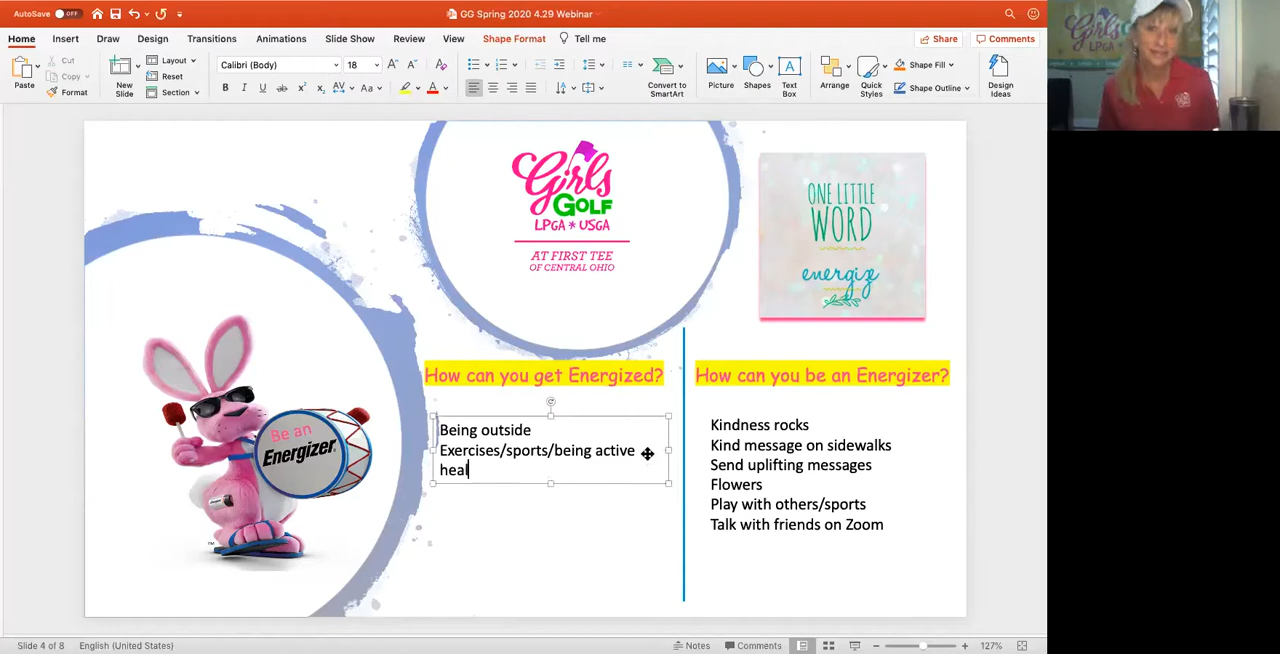 AutoSave OFF
GG Spring 2020 4.29 Webinar
Home Insert Draw Design Transitions Animations Slide Show Review View Shape Format Tell me
Share Comments
Paste
Cut
Copy
Format
New
Slide
Layout
Reset
Section
Calibri (Body) 18
Convert to
SmartArt
Picture
Shapes
Text
Box
Arrange
Quick
Styles
Shape Fill
Shape Outline
Design
Ideas
Girls
GOLF
LPGA * USGA
AT FIRST TEE
OF CENTRAL OHIO
ONE LITTLE
WORD
energize
Be an
Energizer
How can you get Energized?
Being outside
Exercises/sports/being active
heal
How can you be an Energizer?
Kindness rocks
Kind message on sidewalks
Send uplifting messages
Flowers
Play with others/sports
Talk with friends on Zoom
Slide 4 of 8 English (United States)
Notes Comments 127%
Girls
LPGA